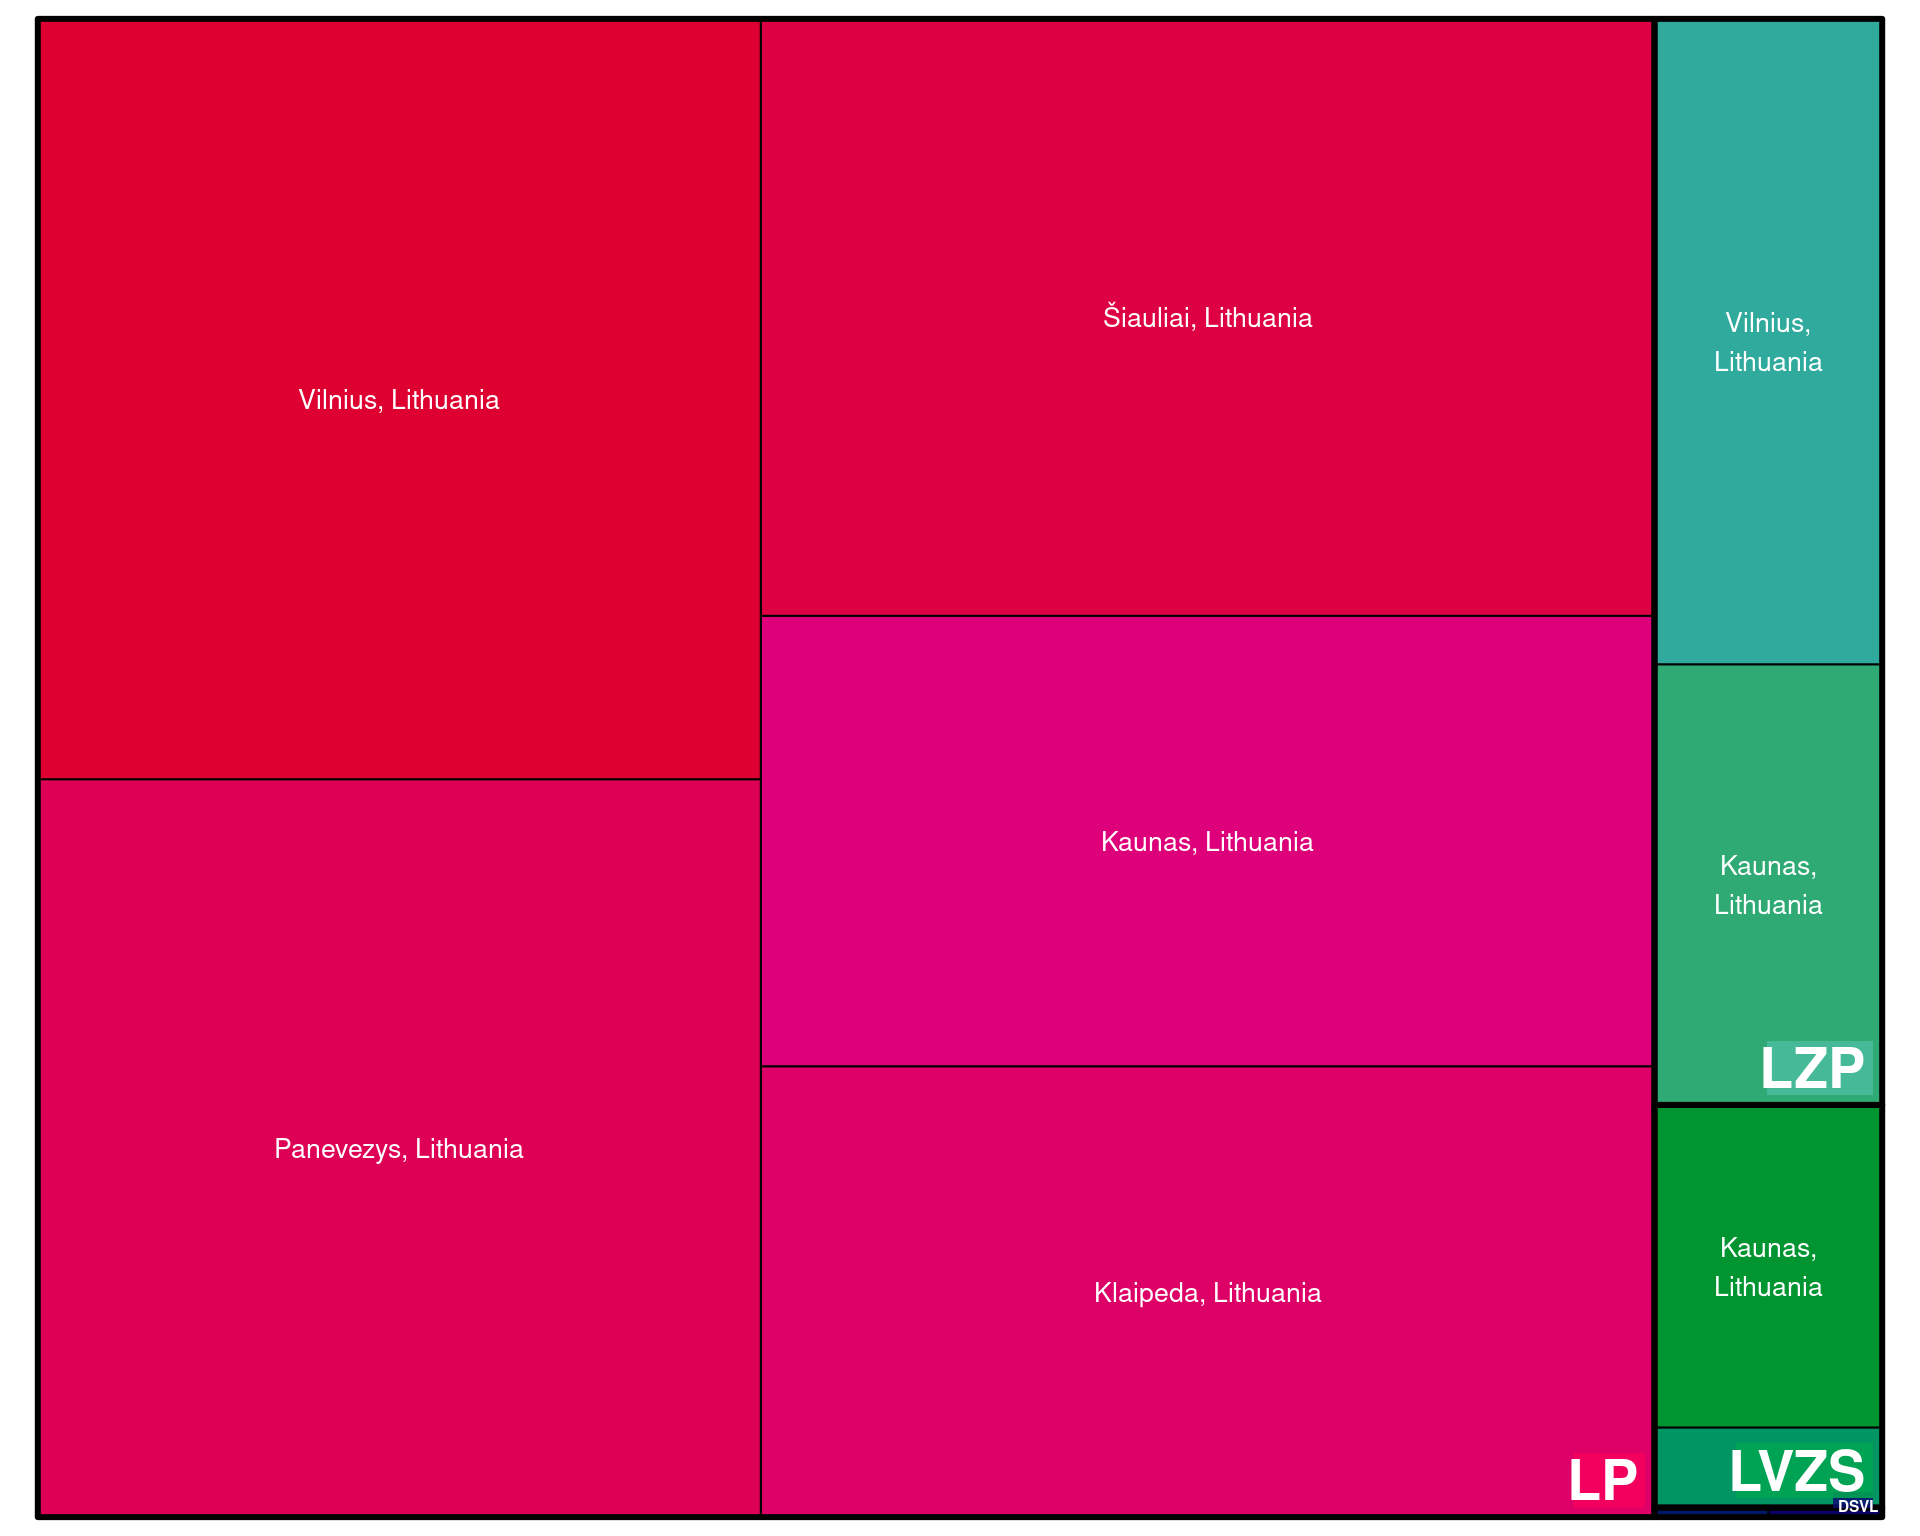 Vilnius, Lithuania
Panevezys, Lithuania
Šiauliai, Lithuania
Kaunas, Lithuania
Klaipeda, Lithuania
LP
Vilnius,
Lithuania
Kaunas,
Lithuania
LZP
Kaunas,
Lithuania
LVZS
DSVL